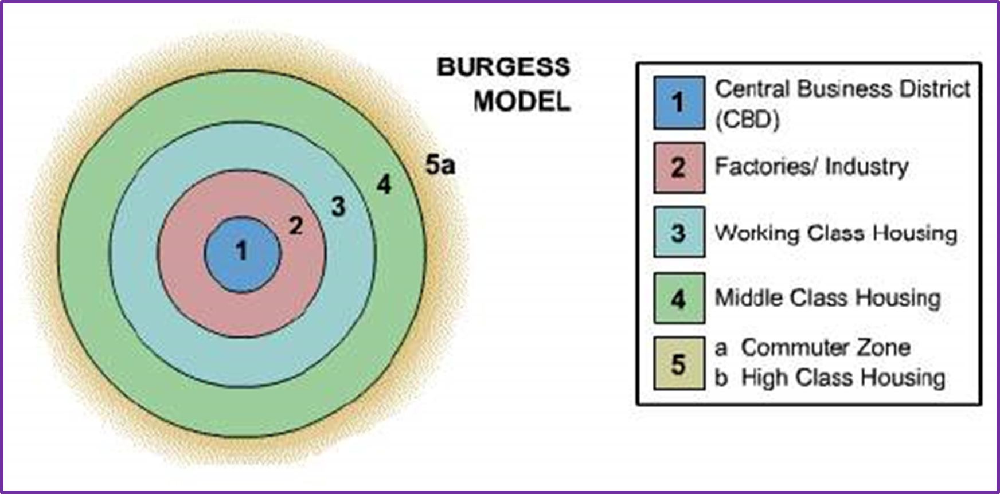 BURGESS
MODEL
5a
4
3
2
1
1 Central Business District
(CBD)
2 Factories/ Industry
3 Working Class Housing
4 Middle Class Housing
5 a Commuter Zone
b High Class Housing